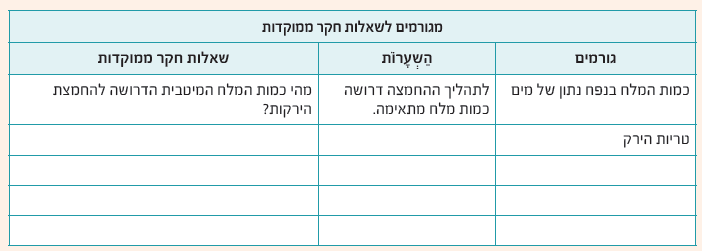 מגורמים לשאלות חקר ממוקדות
גורמים
הַשְׁעָרוֹת
שאלות חקר ממוקדות
כמות המלח בנפח נתון של מים
לתהליך ההחמצה דרושה
כמות מלח מתאימה.
מהי כמות המלח המיטבית הדרושה להחמצת
הירקות?
טריות הירק